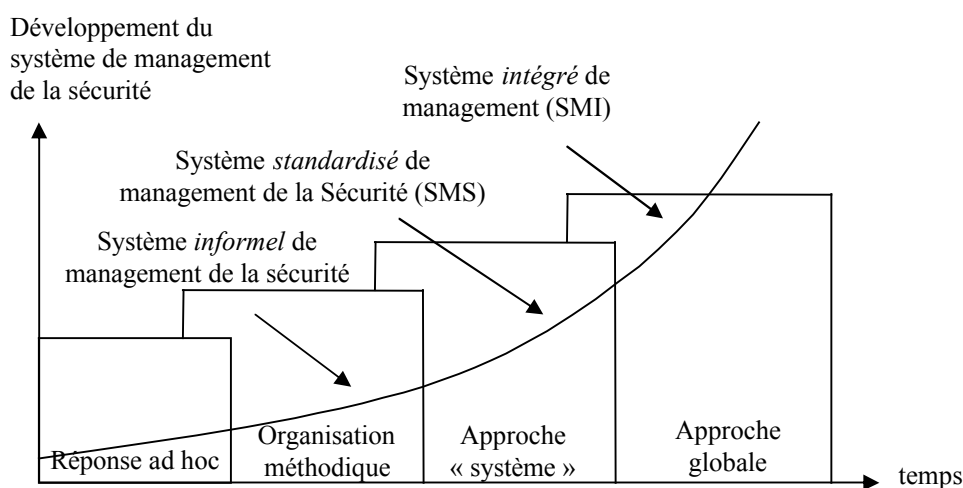 Développement du
système de management
de la sécurité
Système intégré de
management (SMI)
Système standardisé de
management de la Sécurité (SMS)
Système informel de
management de la sécurité
Réponse ad hoc
Organisation
méthodique
Approche
« système »
Approche
globale
temps